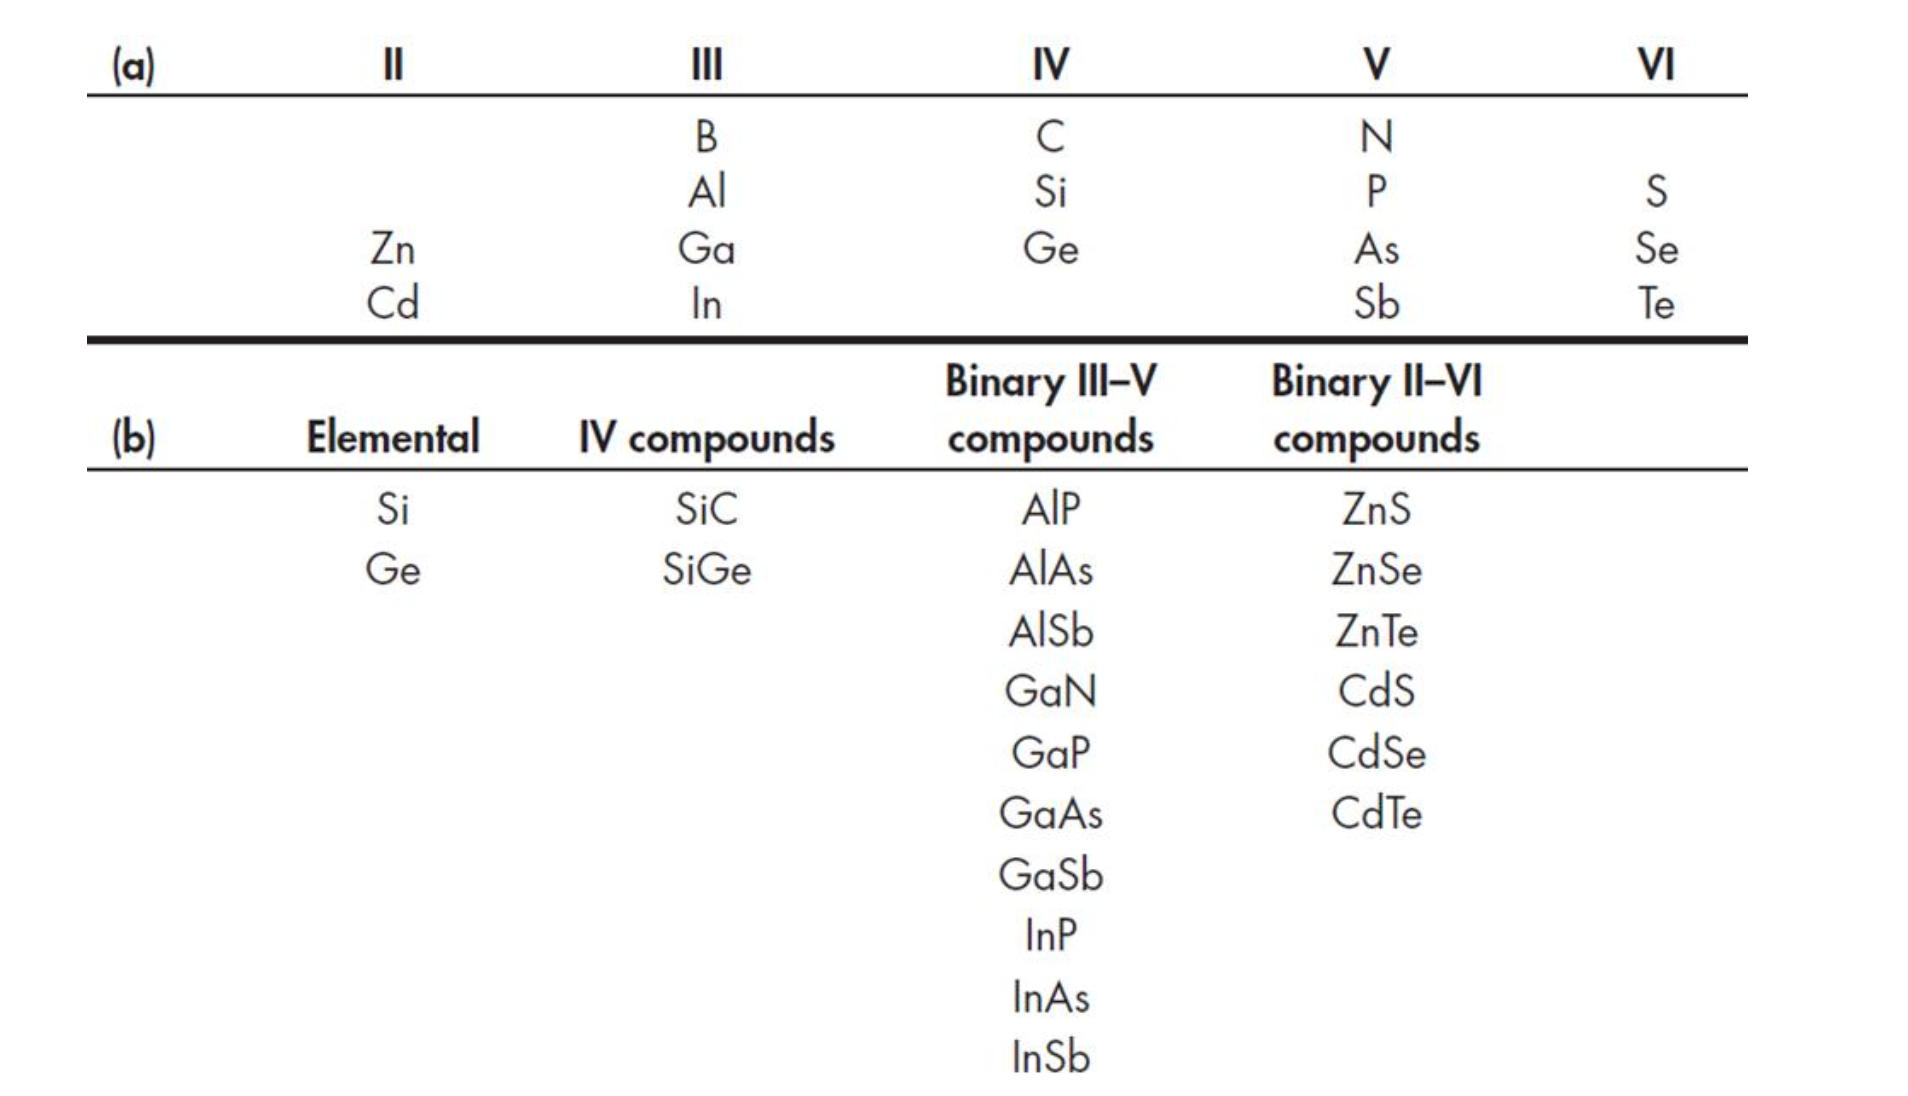 (a) II III IV V VI
B C N
Al Si P S
Zn Ga Ge As Se
Cd In Sb Te
Binary III–V Binary II–VI
(b) Elemental IV compounds compounds compounds
Si SiC AlP ZnS
Ge SiGe AlAs ZnSe
AlSb ZnTe
GaN CdS
GaP CdSe
GaAs CdTe
GaSb
InP
InAs
InSb